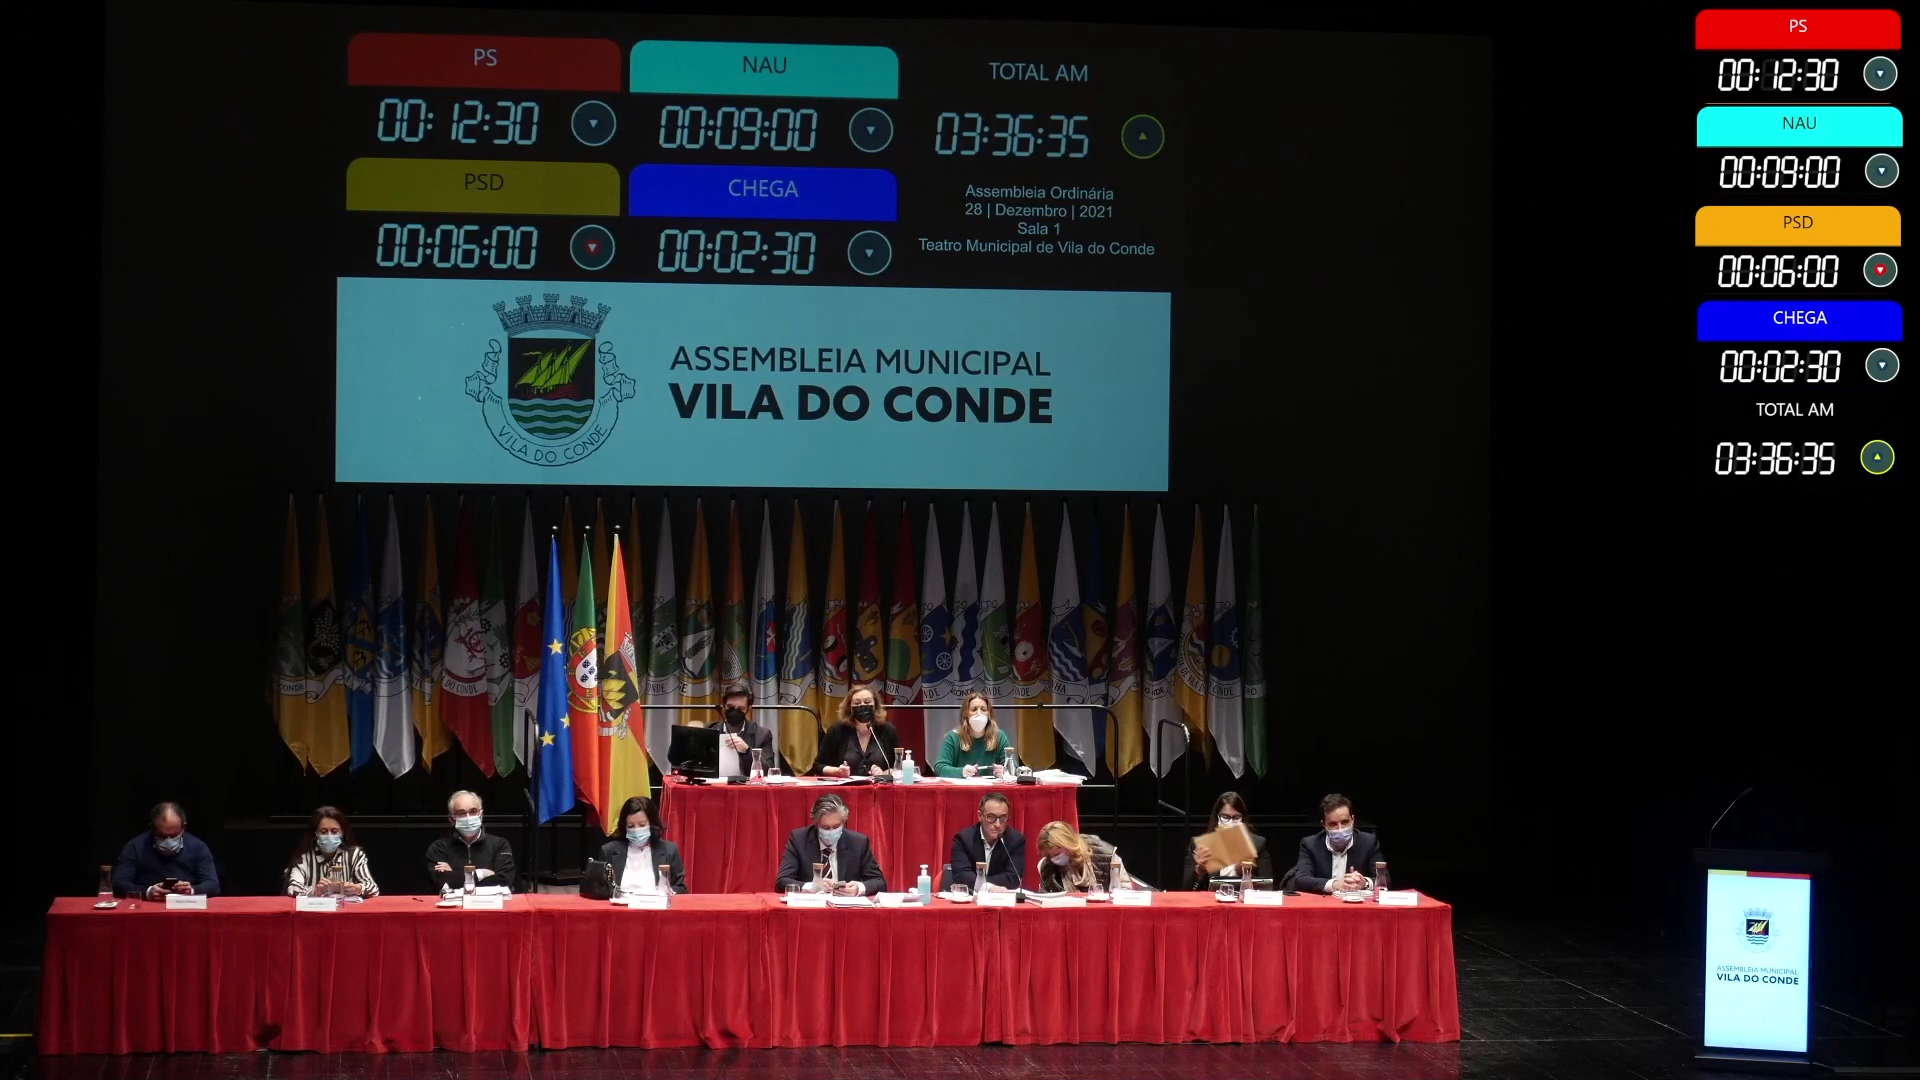 PS
NAU
TOTAL AM
00:12:30
00:09:00
03:36:35
PSD
CHEGA
00:06:00
00:02:30
Assembleia Ordinária
28 | Dezembro | 2021
Sala 1
Teatro Municipal de Vila do Conde
VILA DO CONDE
ASSEMBLEIA MUNICIPAL
VILA DO CONDE
PS
00:12:30
NAU
00:09:00
PSD
00:06:00
CHEGA
00:02:30
TOTAL AM
03:36:35
ASSEMBLEIA MUNICIPAL
VILA DO CONDE